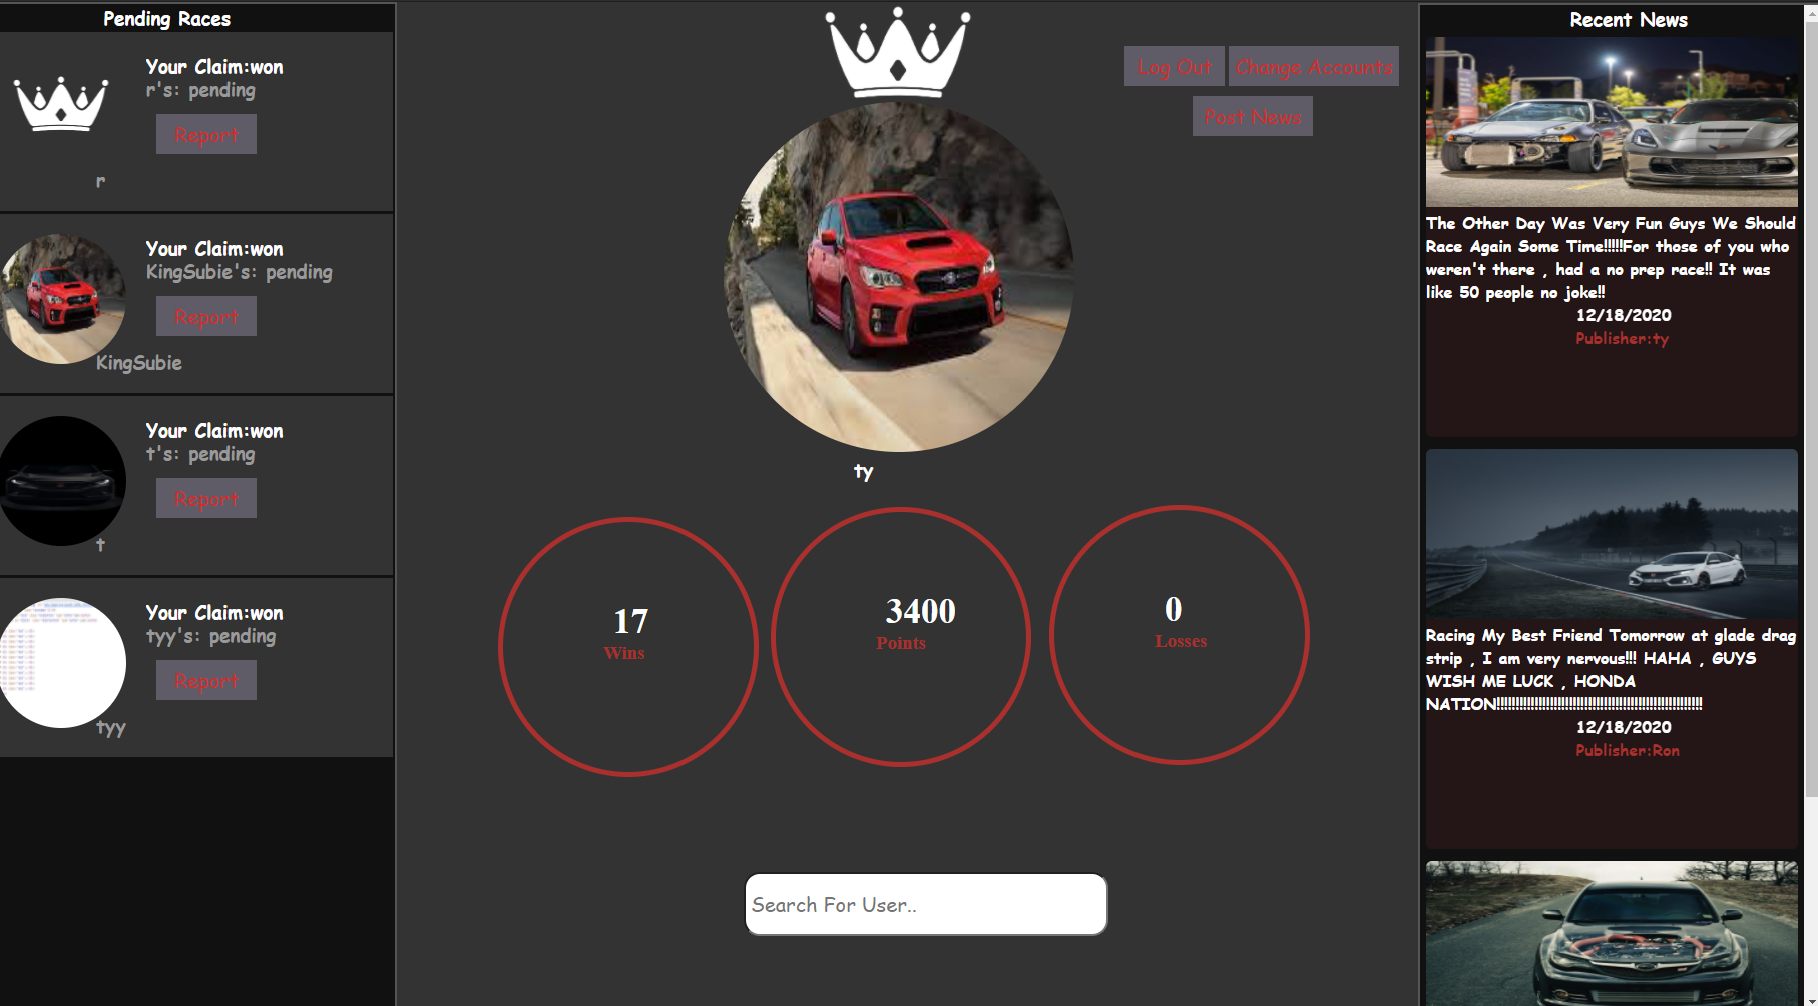 Pending Races
Your Claim:won
r's: pending
Report
r
Your Claim:won
KingSubie's: pending
Report
KingSubie
Your Claim:won
t's: pending
Report
t
Your Claim:won
tyy's: pending
Report
tyy
Log Out
Change Accounts
Post News
ty
17
Wins
3400
Points
0
Losses
Search For User..
Recent News
The Other Day Was Very Fun Guys We Should
Race Again Some Time!!!!!For those of you who
weren't there , had a no prep race!! It was
like 50 people no joke!!
12/18/2020
Publisher:ty
Racing My Best Friend Tomorrow at glade drag
strip , I am very nervous!!! HAHA , GUYS
WISH ME LUCK , HONDA
NATION!!!!!!!!!!!!!!!!!!!!!!!!!!!!!!!!!!!!!!!!!!!!!!!!!!!!!!
12/18/2020
Publisher:Ron